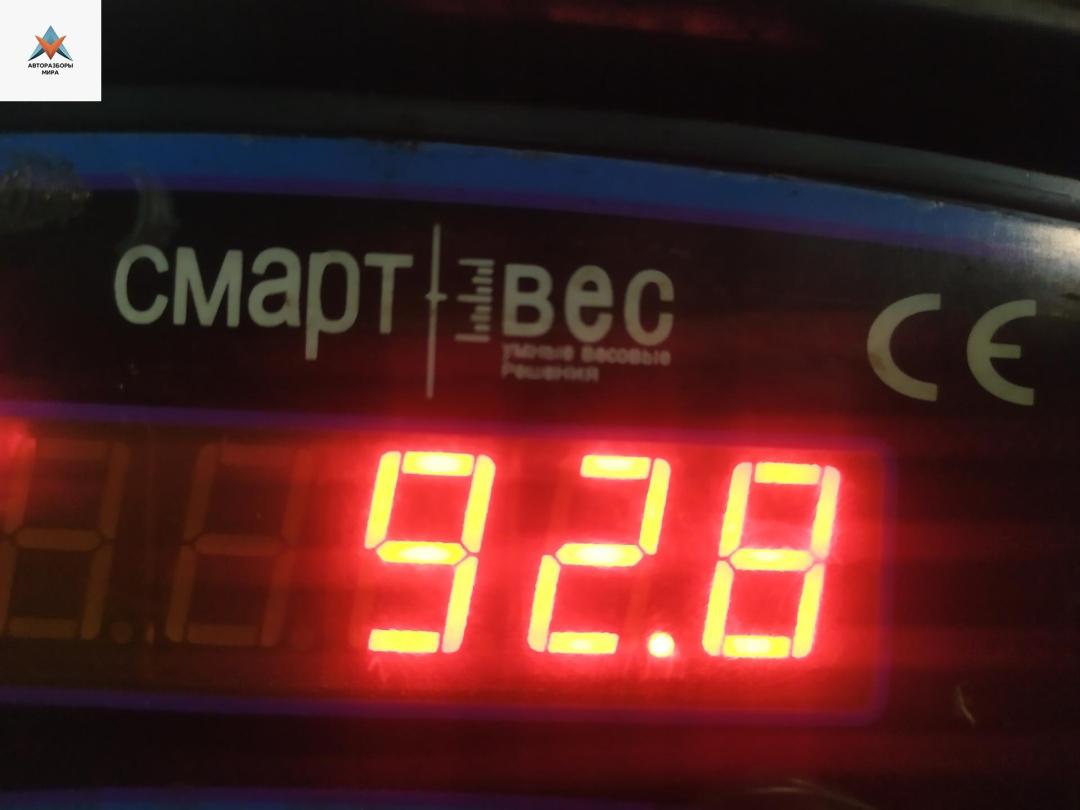 АВТОРАЗБОРЫ
МИРА
смарт вес
умные весовые
Решения
CE
92.8